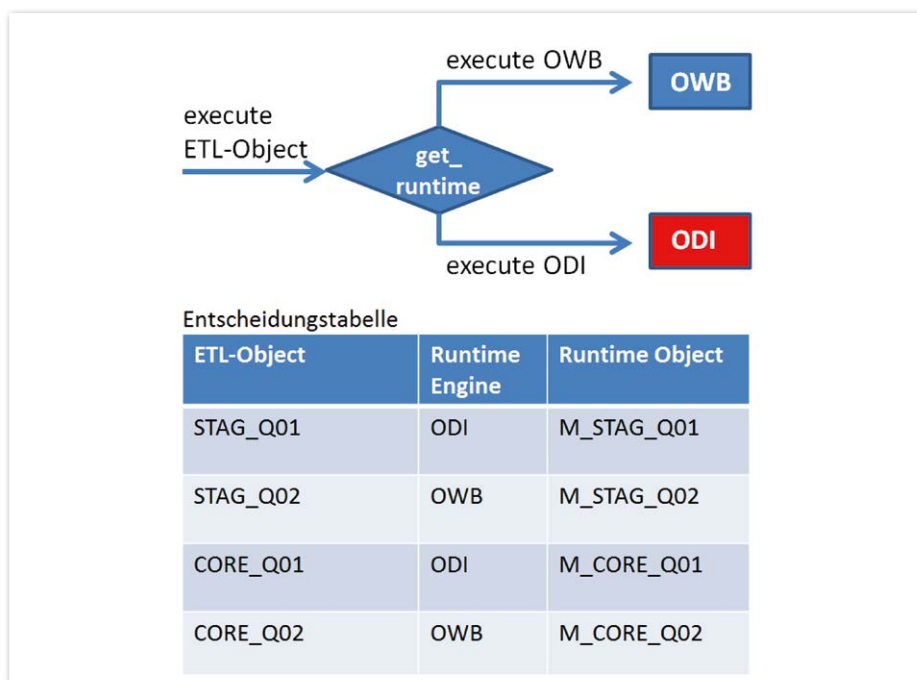 execute OWB
OWB
execute
ETL-Object
get_
runtime
ODI
execute ODI
Entscheidungstabelle
ETL-Object Runtime Engine Runtime Object
STAG_Q01 ODI M_STAG_Q01
STAG_Q02 OWB M_STAG_Q02
CORE_Q01 ODI M_CORE_Q01
CORE_Q02 OWB M_CORE_Q02